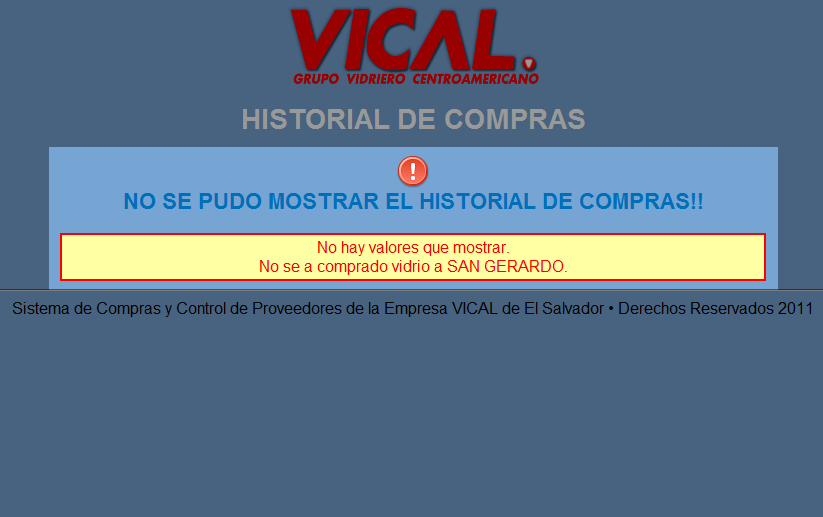 VICAL.
GRUPO VIDRIERO CENTROAMERICANO
HISTORIAL DE COMPRAS
!
NO SE PUDO MOSTRAR EL HISTORIAL DE COMPRAS!!
No hay valores que mostrar.
No se a comprado vidrio a SAN GERARDO.
Sistema de Compras y Control de Proveedores de la Empresa VICAL de El Salvador • Derechos Reservados 2011